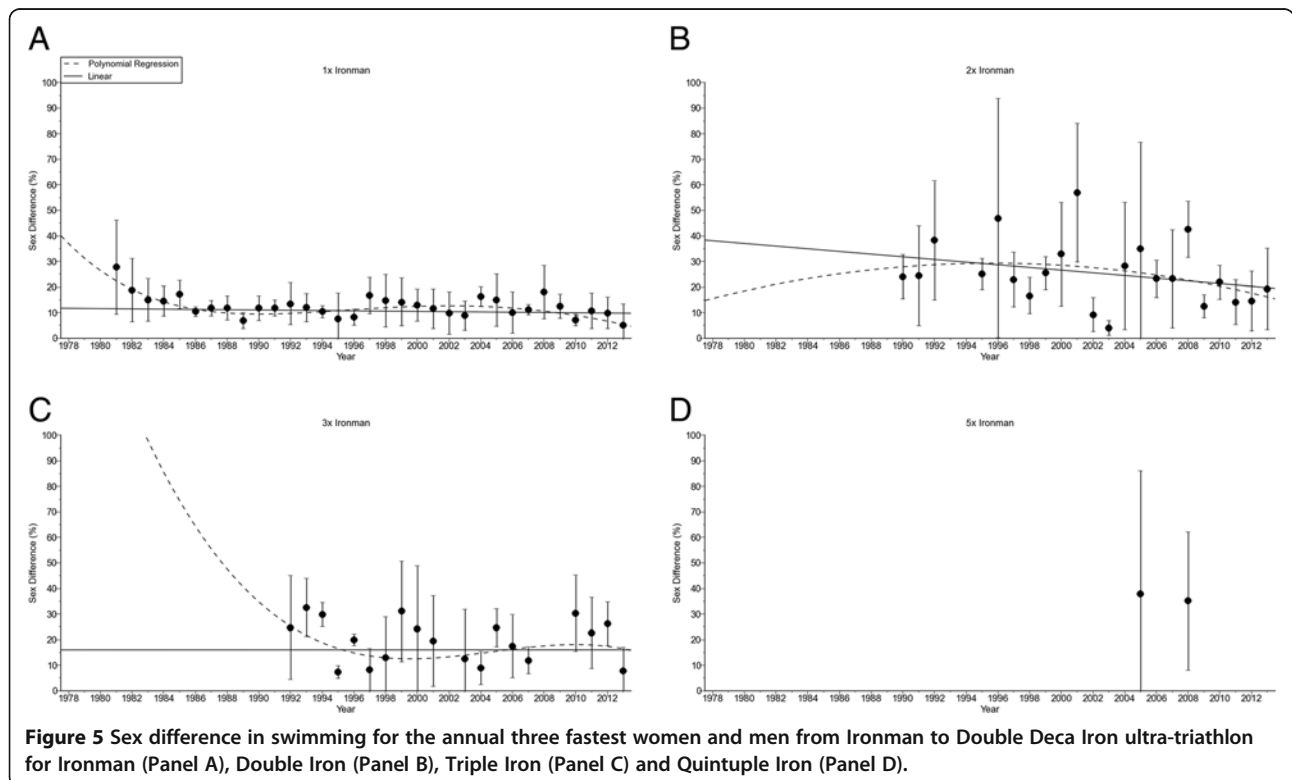 A
Polynomial Regression
Linear
1x Ironman
100
90
80
70
60
50
40
30
20
10
0
Sex Difference (%)
1978 1980 1982 1984 1986 1988 1990 1992 1994 1996 1998 2000 2002 2004 2006 2008 2010 2012
Year
B
2x Ironman
100
90
80
70
60
50
40
30
20
10
0
Sex Difference (%)
1978 1980 1982 1984 1986 1988 1990 1992 1994 1996 1998 2000 2002 2004 2006 2008 2010 2012
Year
C
3x Ironman
100
90
80
70
60
50
40
30
20
10
0
Sex Difference (%)
1978 1980 1982 1984 1986 1988 1990 1992 1994 1996 1998 2000 2002 2004 2006 2008 2010 2012
Year
D
5x Ironman
100
90
80
70
60
50
40
30
20
10
0
Sex Difference (%)
1978 1980 1982 1984 1986 1988 1990 1992 1994 1996 1998 2000 2002 2004 2006 2008 2010 2012
Year
Figure 5 Sex difference in swimming for the annual three fastest women and men from Ironman to Double Deca Iron ultra-triathlon
for Ironman (Panel A), Double Iron (Panel B), Triple Iron (Panel C) and Quintuple Iron (Panel D).